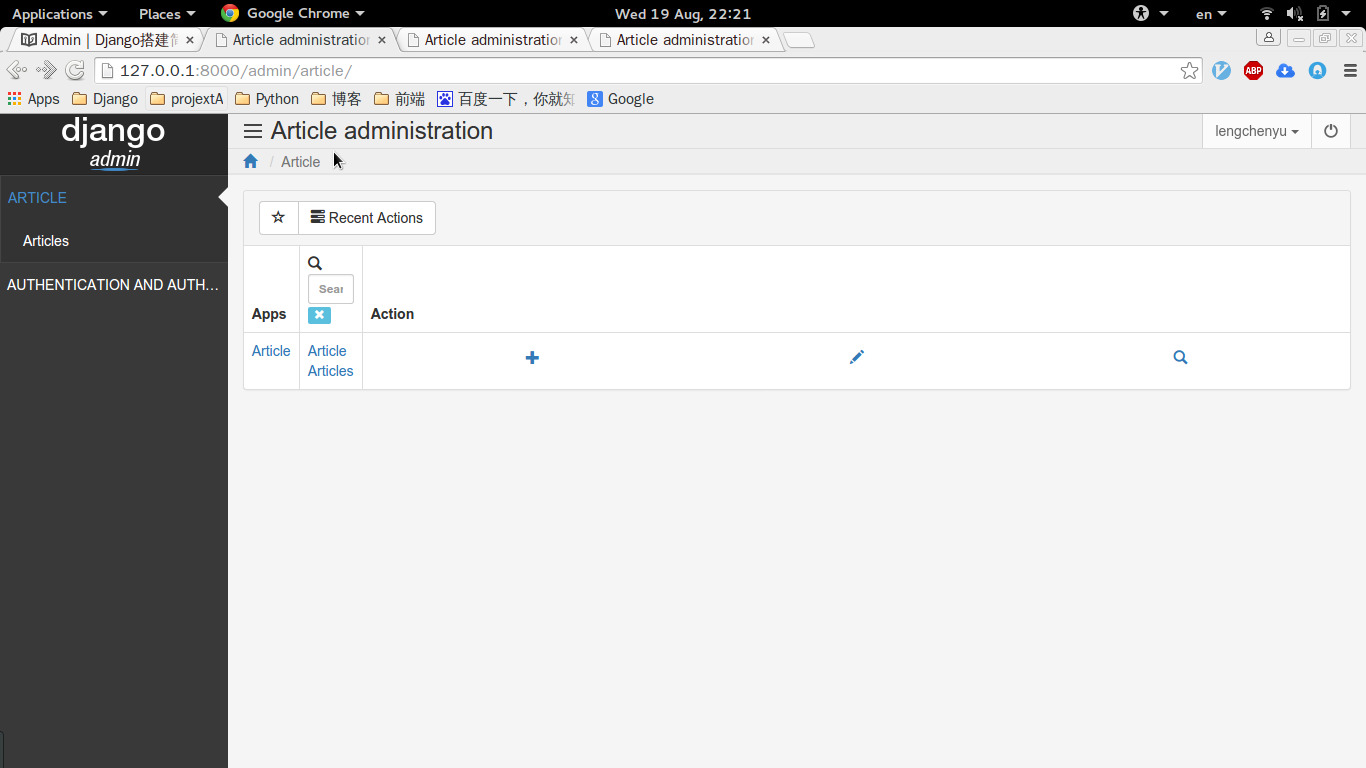 Applications Places Google Chrome Wed 19 Aug, 22:21 en
Admin | Django搭建 Article administration Article administration Article administration
127.0.0.1:8000/admin/article/ ABP
Apps Django projextA Python 博客 前端 百度一下，你就知 Google
django
admin
Article administration
lengchenyu
Article
ARTICLE
Articles
AUTHENTICATION AND AUTH...
Recent Actions
Sear
Apps Action
Article Article
Articles